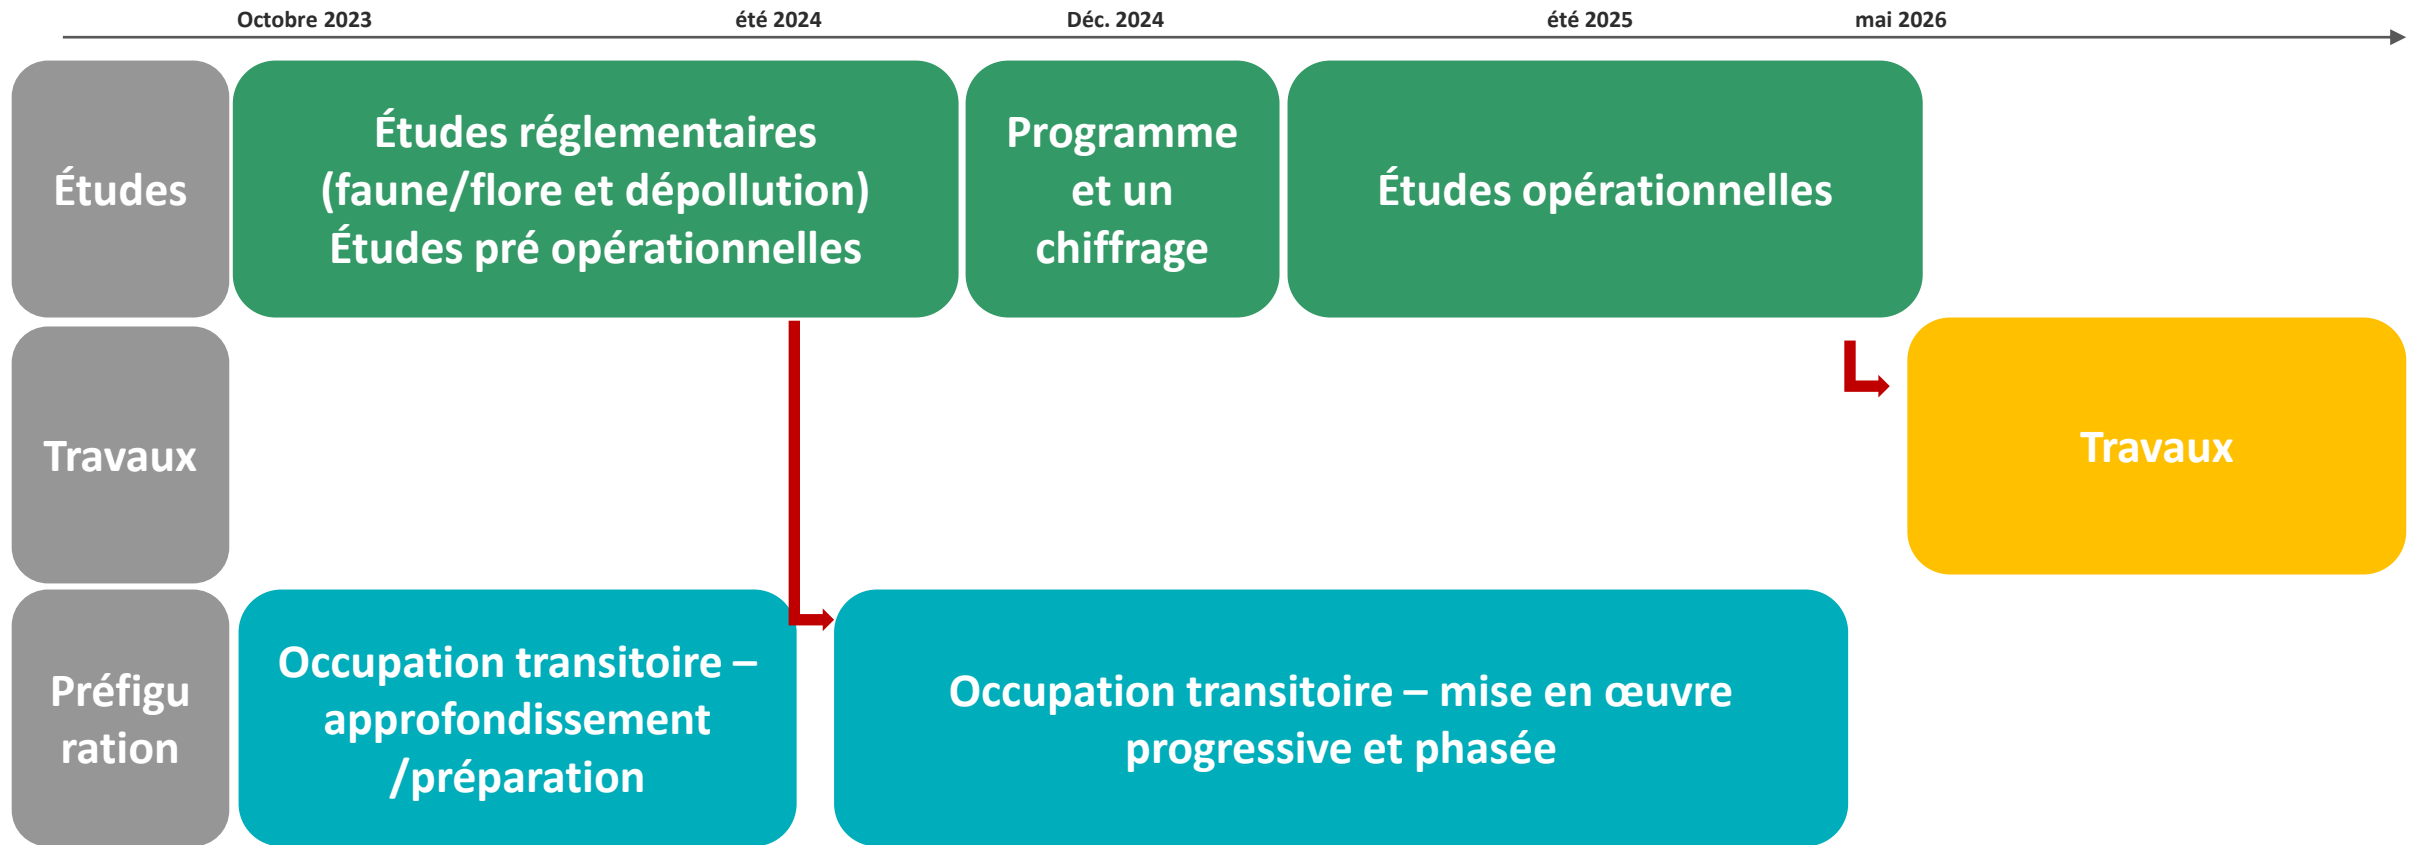 Octobre 2023
été 2024
Déc. 2024
été 2025
mai 2026
Études
Études réglementaires
(faune/flore et dépollution)
Études pré opérationnelles
Programme
et un
chiffrage
Études opérationnelles
Travaux
Travaux
Préfigu
ration
Occupation transitoire –
approfondissement
/préparation
Occupation transitoire – mise en œuvre
progressive et phasée